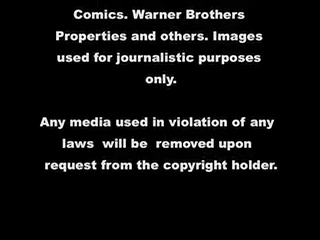 Comics. Warner Brothers
Properties and others. Images
used for journalistic purposes
only.
Any media used in violation of any
laws will be removed upon
request from the copyright holder.